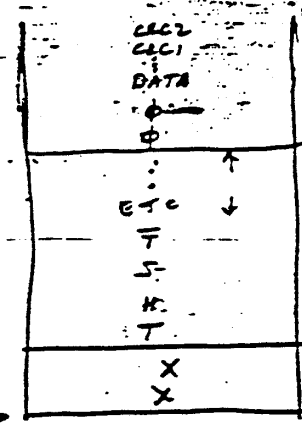 CRC2
CRC1
⋮
DATA
Φ
Φ
⋮
ETC
T̅
S
H
T
X
X